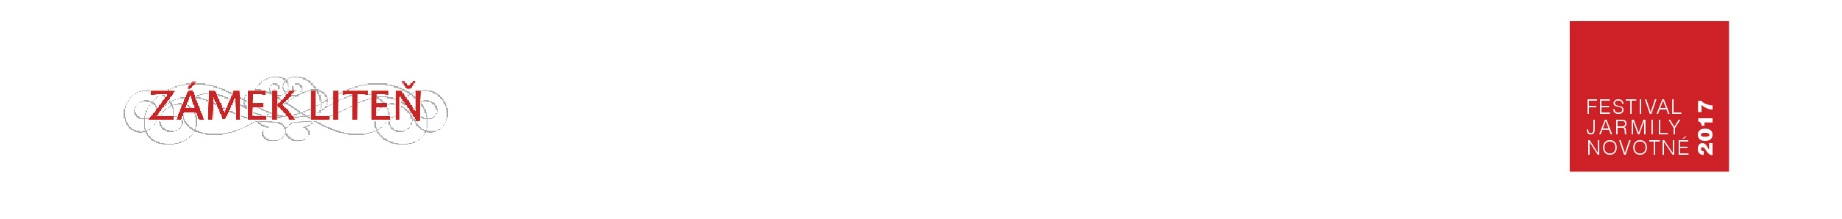 ZÁMEK LITEŇ
FESTIVAL
JARMILY
NOVOTNÉ
2017